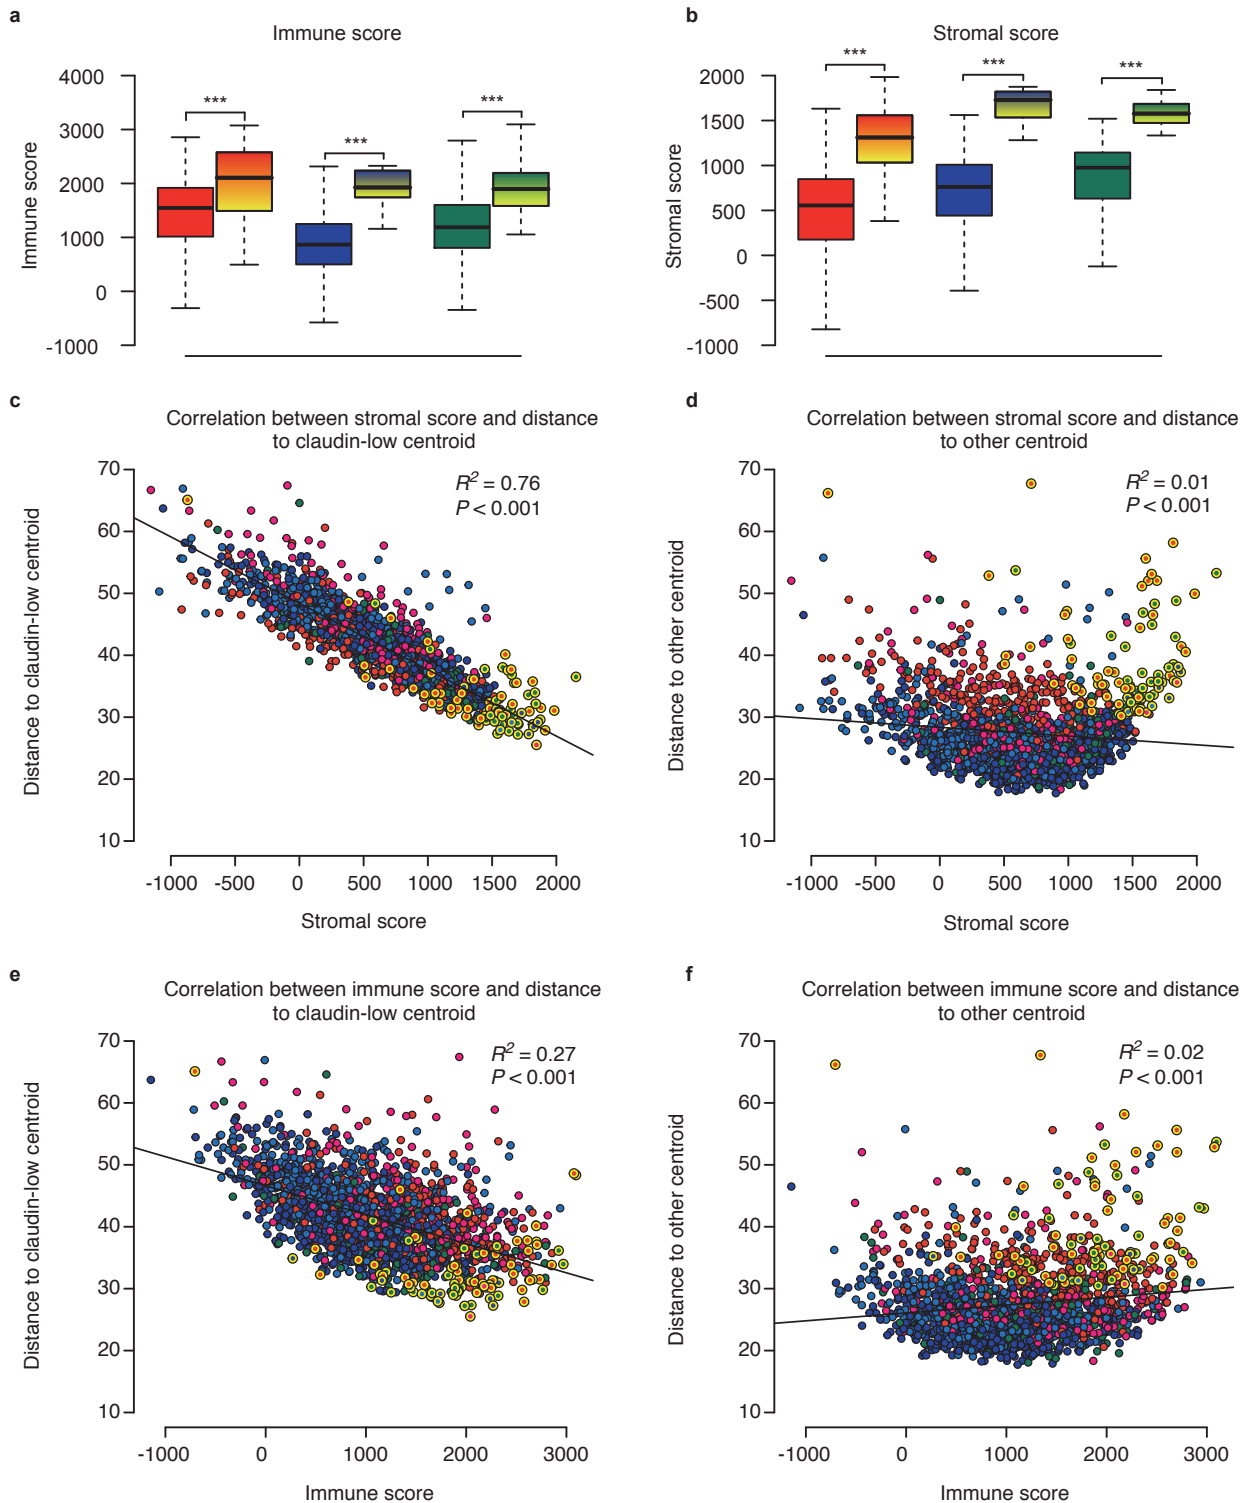 a
Immune score
Immune score
4000
3000
2000
1000
0
-1000
***
***
***
b
Stromal score
Stromal score
2000
1500
1000
500
0
-500
-1000
***
***
***
c
Correlation between stromal score and distance
to claudin-low centroid
R² = 0.76
P < 0.001
Distance to claudin-low centroid
70
60
50
40
30
20
10
-1000 -500 0 500 1000 1500 2000
Stromal score
d
Correlation between stromal score and distance
to other centroid
R² = 0.01
P < 0.001
Distance to other centroid
70
60
50
40
30
20
10
-1000 -500 0 500 1000 1500 2000
Stromal score
e
Correlation between immune score and distance
to claudin-low centroid
R² = 0.27
P < 0.001
Distance to claudin-low centroid
70
60
50
40
30
20
10
-1000 0 1000 2000 3000
Immune score
f
Correlation between immune score and distance
to other centroid
R² = 0.02
P < 0.001
Distance to other centroid
70
60
50
40
30
20
10
-1000 0 1000 2000 3000
Immune score